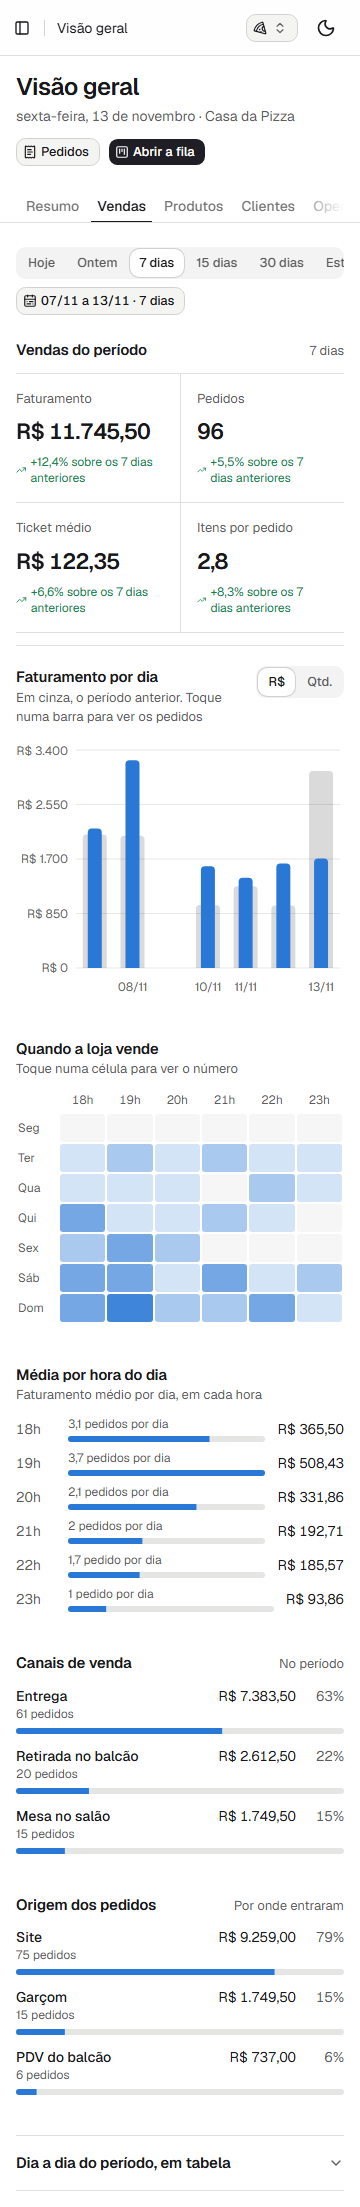 Visão geral
Visão geral
sexta-feira, 13 de novembro · Casa da Pizza
Pedidos
Abrir a fila
Resumo Vendas Produtos Clientes Ope
Hoje Ontem 7 dias 15 dias 30 dias Est
07/11 a 13/11 · 7 dias
Vendas do período 7 dias
Faturamento Pedidos
R$ 11.745,50 96
+12,4% sobre os 7 dias
anteriores
+5,5% sobre os 7
dias anteriores
Ticket médio Itens por pedido
R$ 122,35 2,8
+6,6% sobre os 7 dias
anteriores
+8,3% sobre os 7
dias anteriores
Faturamento por dia R$ Qtd.
Em cinza, o período anterior. Toque
numa barra para ver os pedidos
R$ 3.400
R$ 2.550
R$ 1.700
R$ 850
R$ 0
08/11 10/11 11/11 13/11
Quando a loja vende
Toque numa célula para ver o número
18h 19h 20h 21h 22h 23h
Seg
Ter
Qua
Qui
Sex
Sáb
Dom
Média por hora do dia
Faturamento médio por dia, em cada hora
18h 3,1 pedidos por dia R$ 365,50
19h 3,7 pedidos por dia R$ 508,43
20h 2,1 pedidos por dia R$ 331,86
21h 2 pedidos por dia R$ 192,71
22h 1,7 pedido por dia R$ 185,57
23h 1 pedido por dia R$ 93,86
Canais de venda No período
Entrega R$ 7.383,50 63%
61 pedidos
Retirada no balcão R$ 2.612,50 22%
20 pedidos
Mesa no salão R$ 1.749,50 15%
15 pedidos
Origem dos pedidos Por onde entraram
Site R$ 9.259,00 79%
75 pedidos
Garçom R$ 1.749,50 15%
15 pedidos
PDV do balcão R$ 737,00 6%
6 pedidos
Dia a dia do período, em tabela